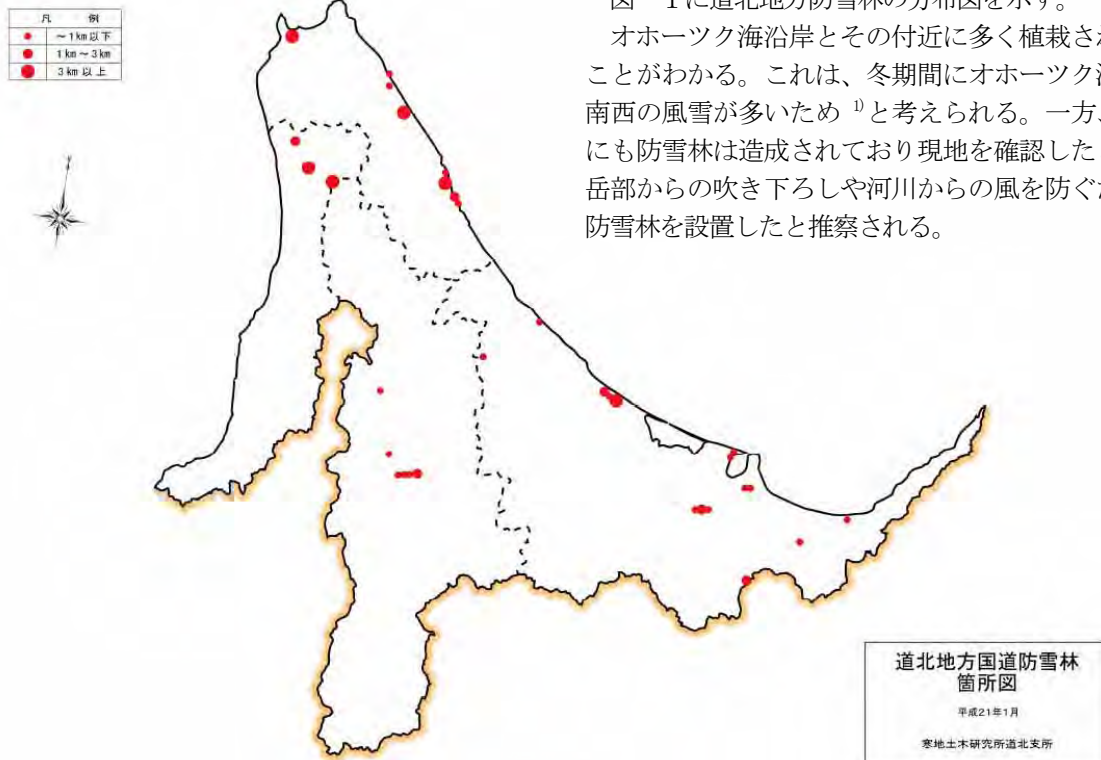 凡 例
～1km以下
1km～3km
3km以上
図－1に道北地方防雪林の分布図を示す。
オホーツク海沿岸とその付近に多く植栽され
ことがわかる。これは、冬期間にオホーツク
南西の風雪が多いため 1)と考えられる。一方、
にも防雪林は造成されており現地を確認した
岳部からの吹き下ろしや河川からの風を防ぐ
防雪林を設置したと推察される。
道北地方国道防雪林
箇所図
平成21年1月
寒地土木研究所道北支所